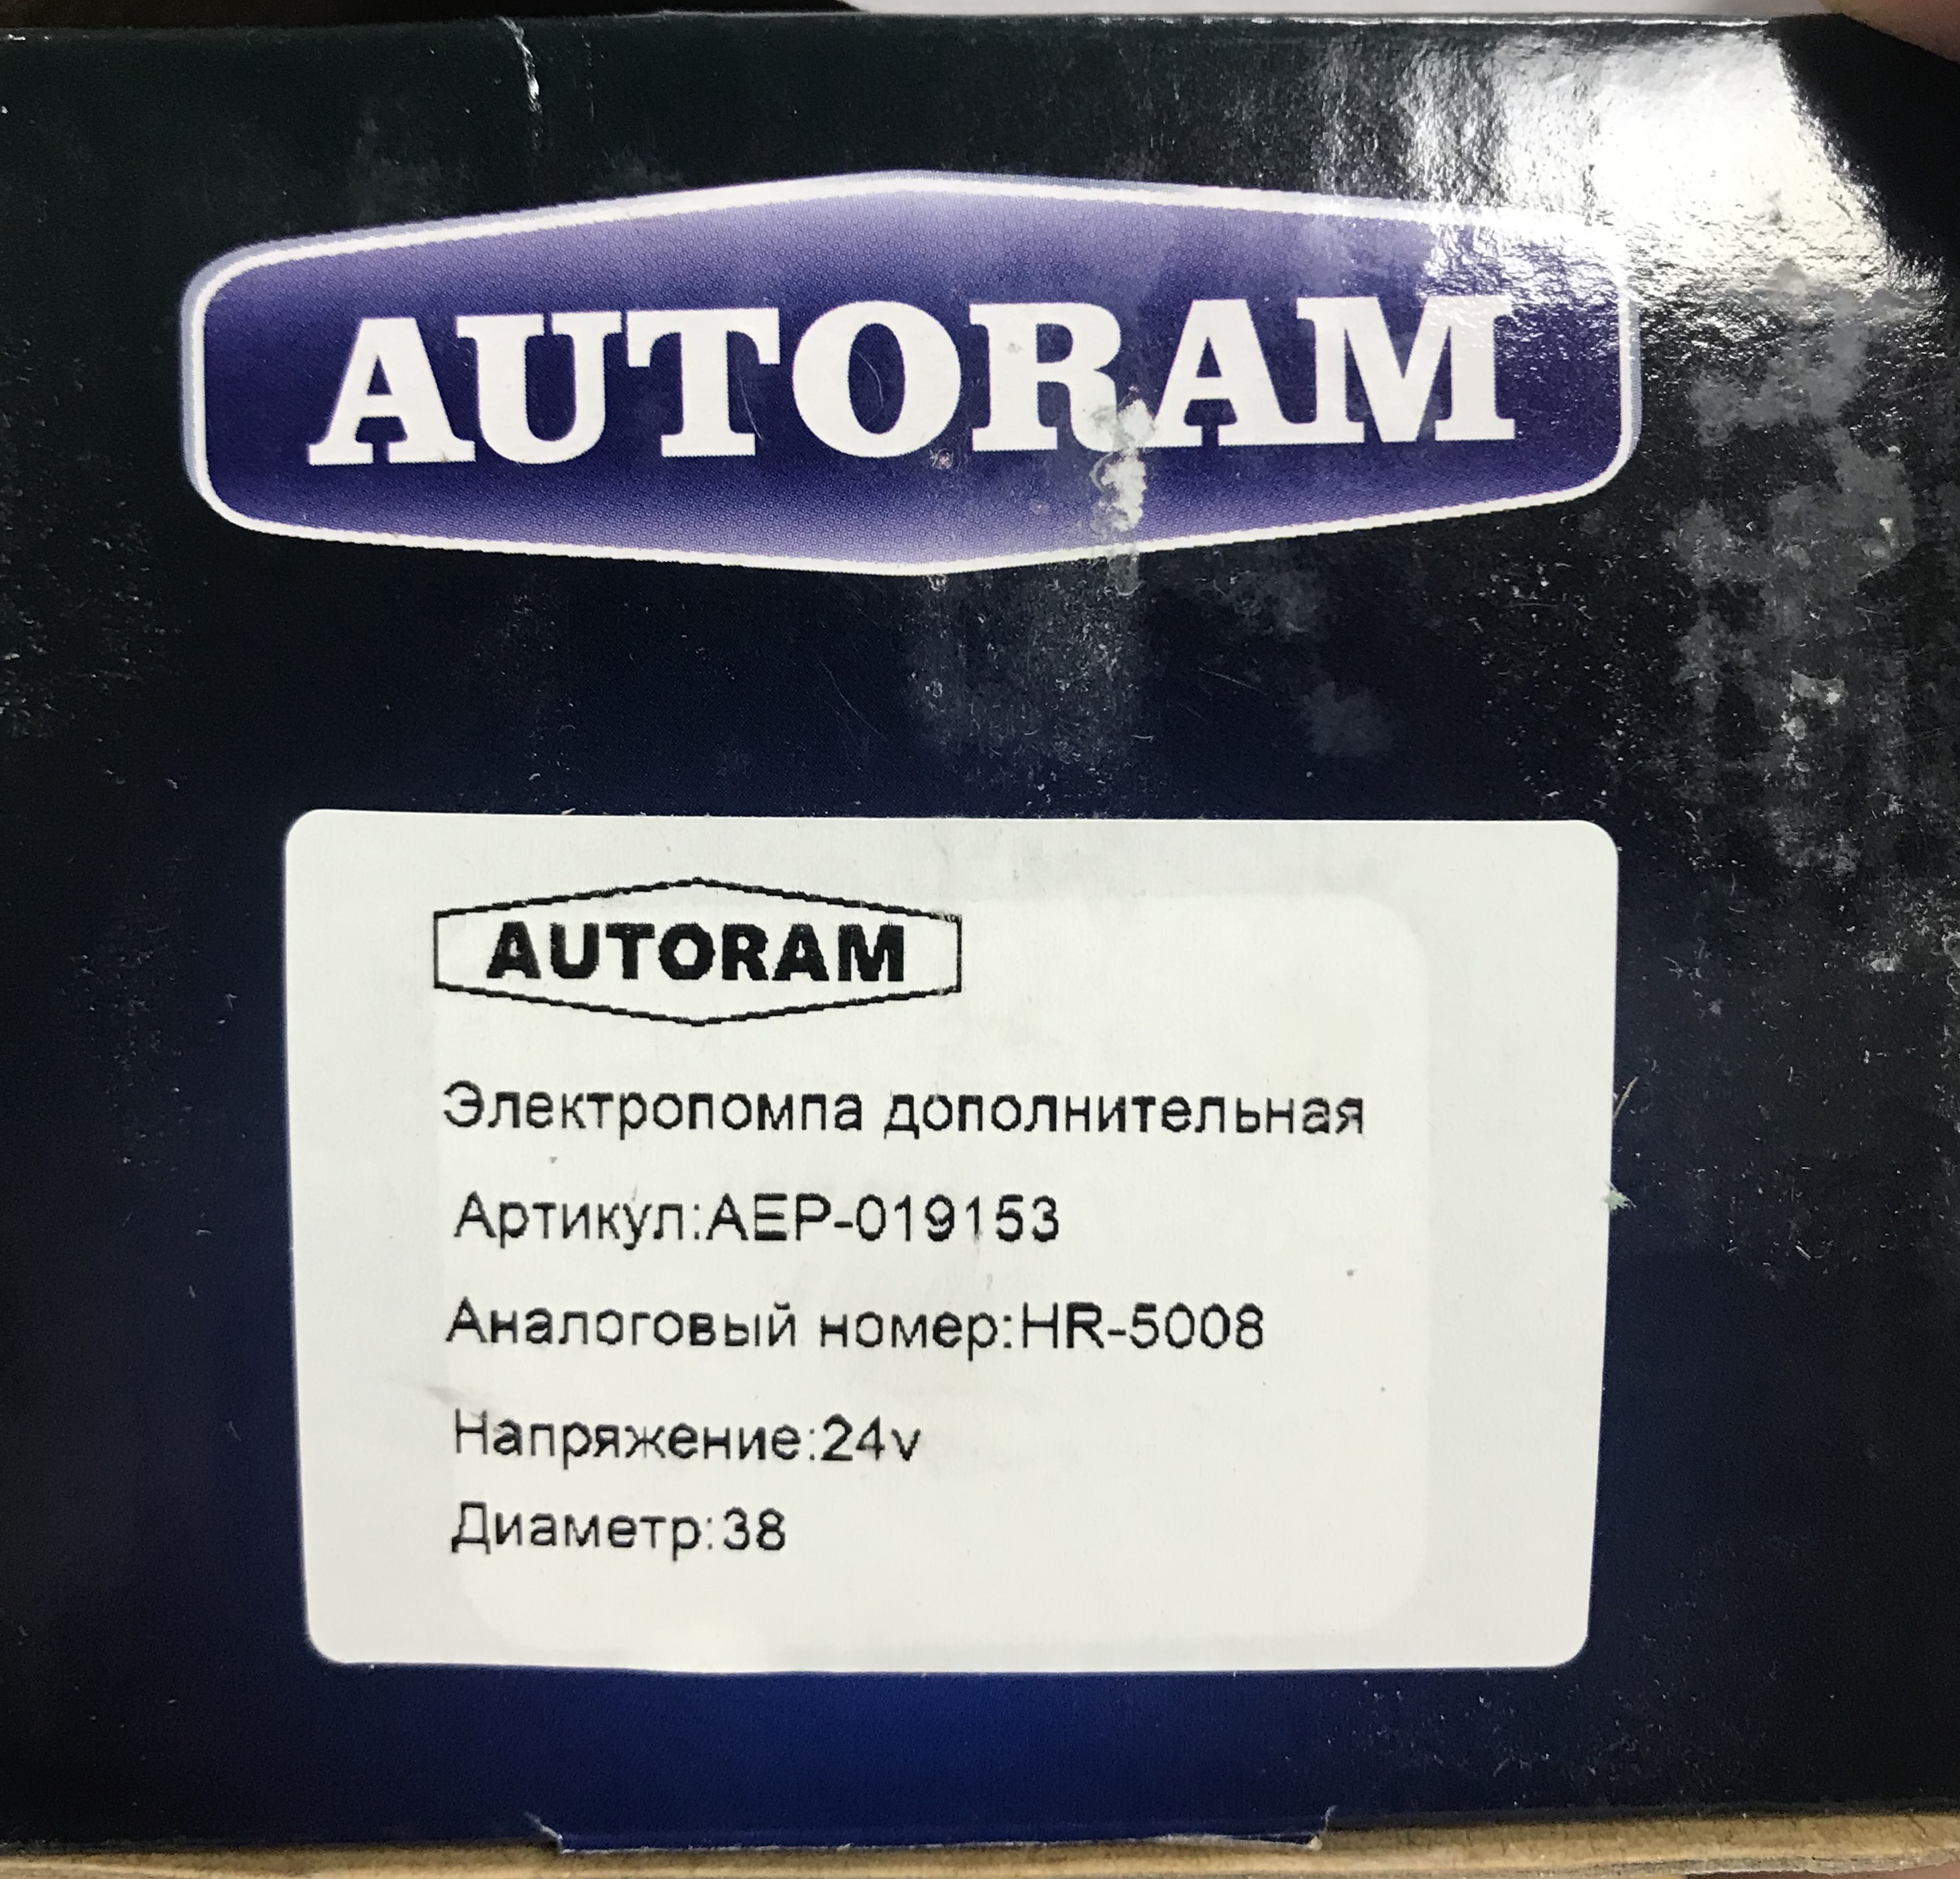 AUTORAM
AUTORAM
Электропомпа дополнительная
Артикул:AEP-019153
Аналоговый номер:HR-5008
Напряжение:24v
Диаметр:38